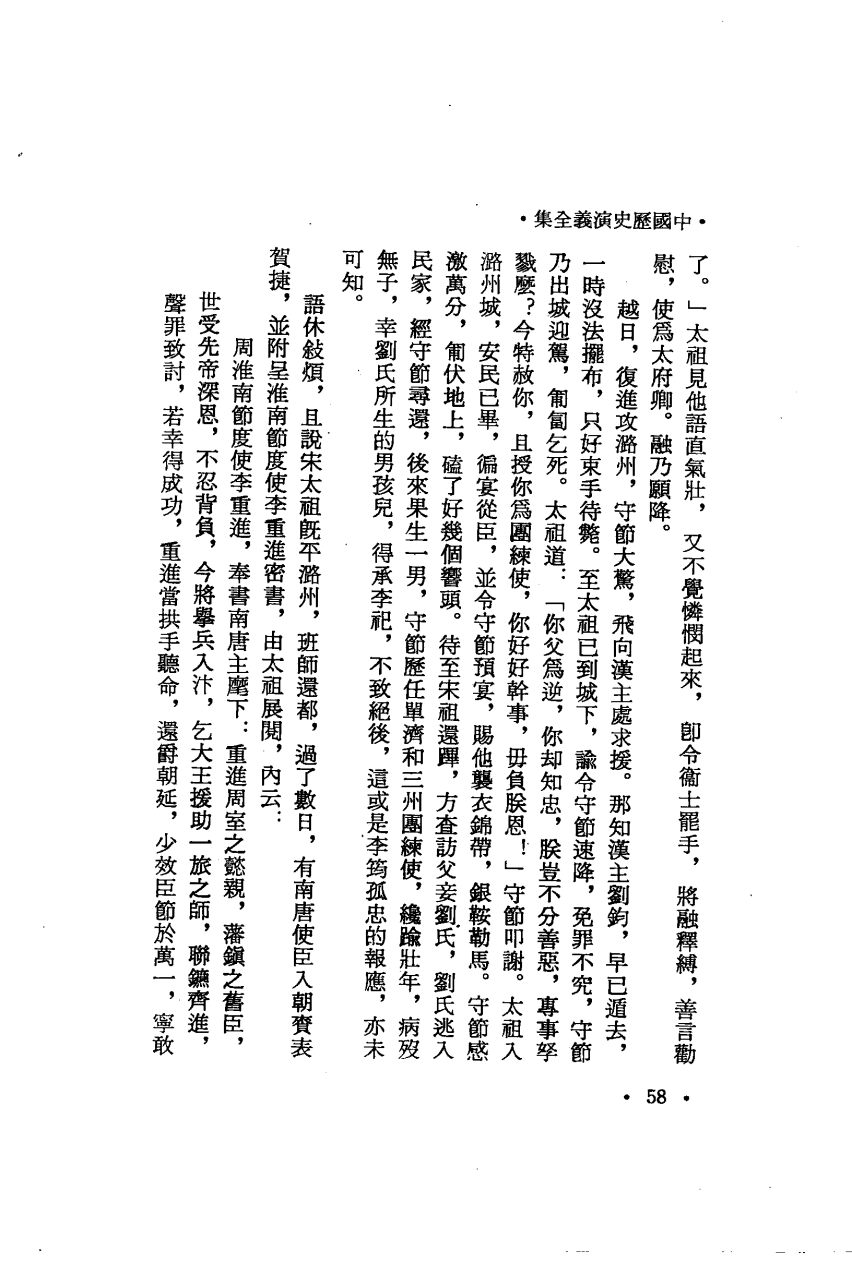 •中國歷史演義全集•
了。」太祖見他語直氣壯，又不覺憐憫起來，卽令衞士罷手，將融釋縛，善言勸
慰，使爲太府卿。融乃願降。
越日，復進攻潞州，守節大驚，飛向漢主處求援。那知漢主劉鈞，早已遁去，
一時沒法擺布，只好束手待斃。至太祖已到城下，諭令守節速降，免罪不究，守節
乃出城迎駕，匍匐乞死。太祖道：「你父爲逆，你却知忠，朕豈不分善惡，專事孥
戮麼？今特赦你，且授你爲團練使，你好好幹事，毋負朕恩！」守節叩謝。太祖入
潞州城，安民已畢，徧宴從臣，並令守節預宴，賜他襲衣錦帶，銀鞍勒馬。守節感
激萬分，匍伏地上，磕了好幾個響頭。待至宋祖還蹕，方查訪父妾劉氏，劉氏逃入
民家，經守節尋還，後來果生一男，守節歷任單濟和三州團練使，纔踰壯年，病歿
無子，幸劉氏所生的男孩兒，得承李祀，不致絕後，這或是李筠孤忠的報應，亦未
可知。
語休敍煩，且說宋太祖旣平潞州，班師還都，過了數日，有南唐使臣入朝賫表
賀捷，並附呈淮南節度使李重進密書，由太祖展閱，內云：
周淮南節度使李重進，奉書南唐主麾下：重進周室之懿親，藩鎮之舊臣，
世受先帝深恩，不忍背負，今將舉兵入汴，乞大王援助一旅之師，聯鑣齊進，
聲罪致討，若幸得成功，重進當拱手聽命，還爵朝延，少效臣節於萬一，寧敢
•58•